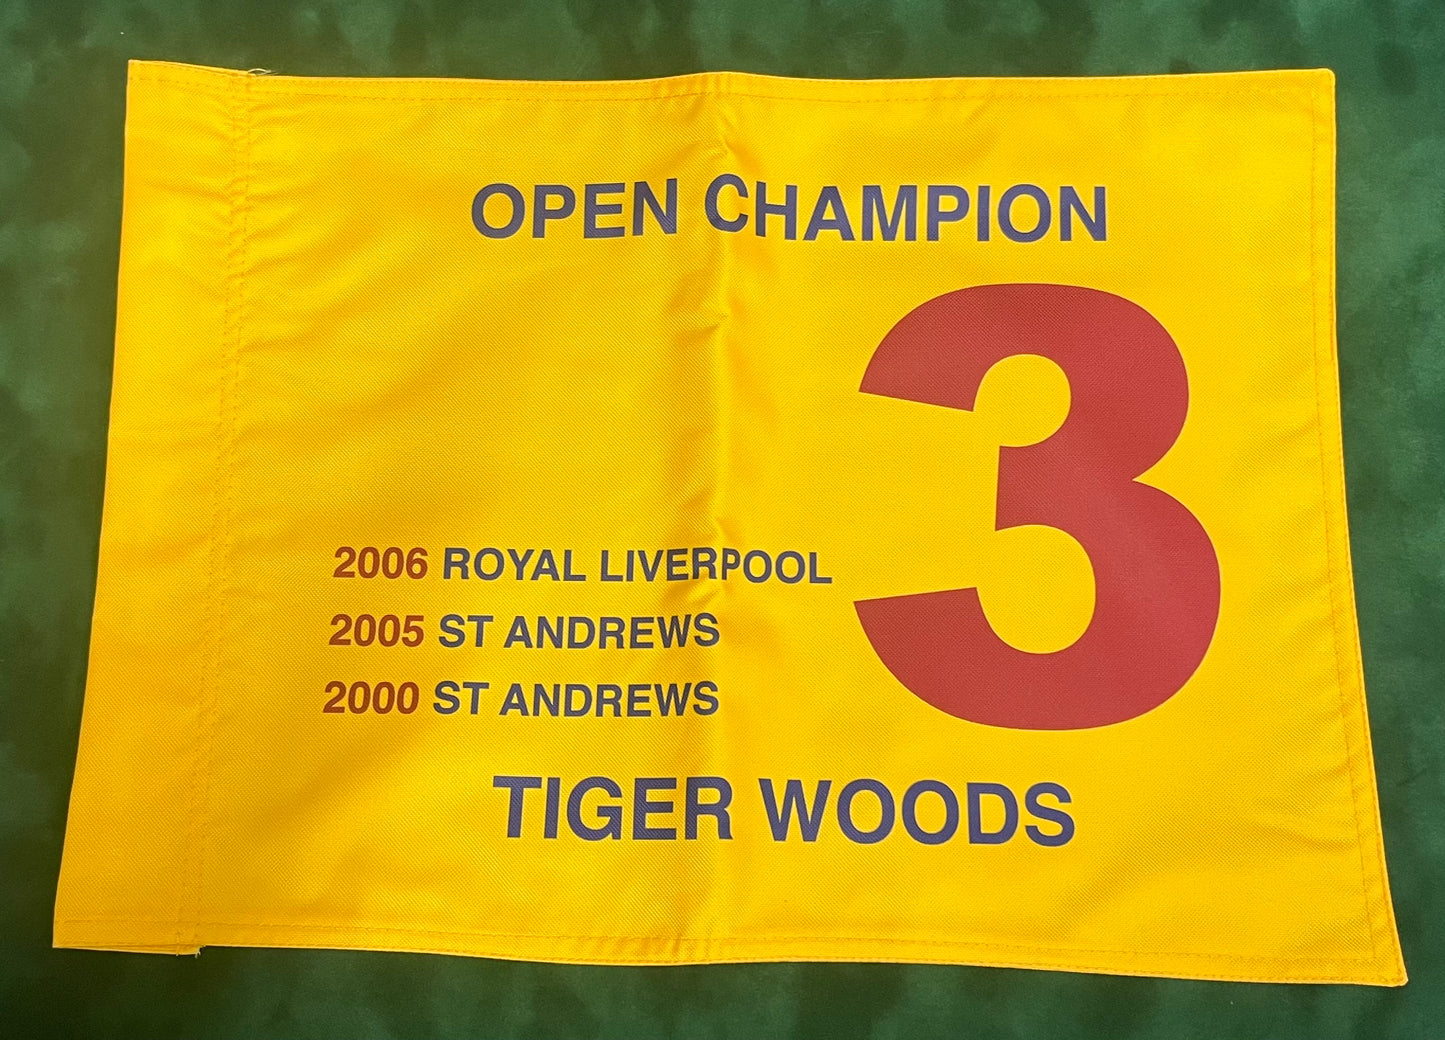 OPEN CHAMPION
3
2006 ROYAL LIVERPOOL
2005 ST ANDREWS
2000 ST ANDREWS
TIGER WOODS